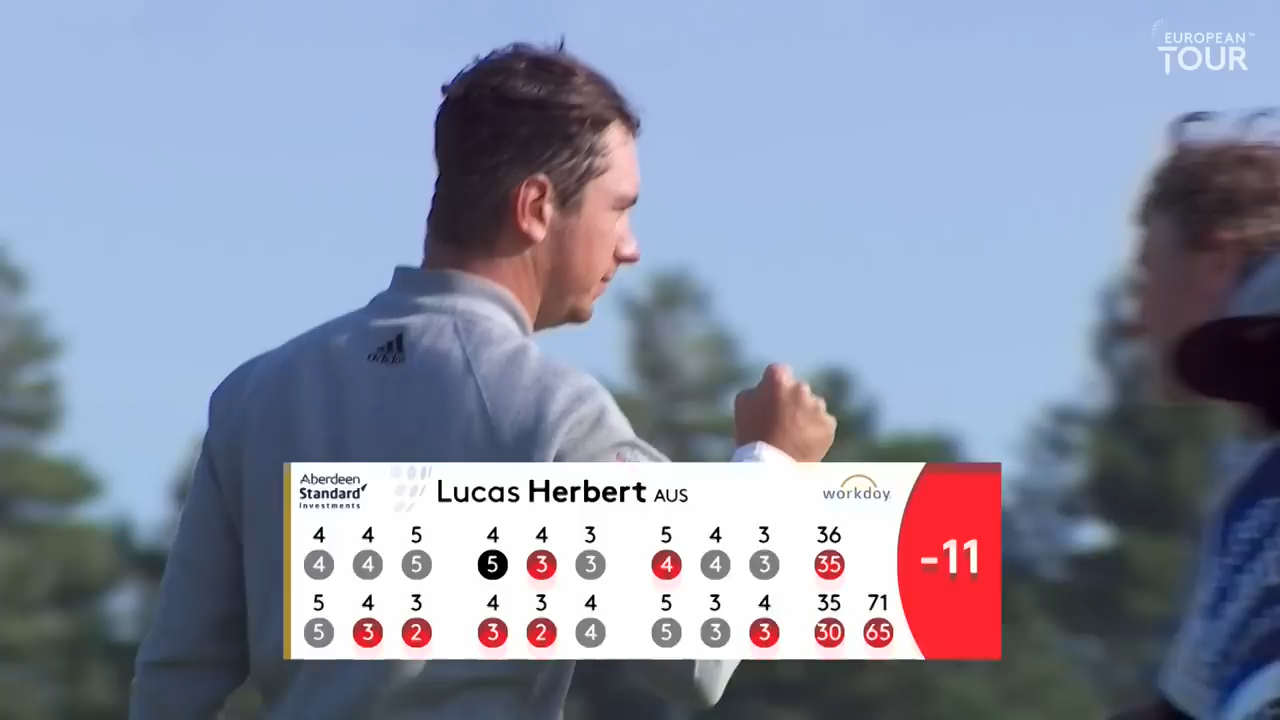 EUROPEAN™
TOUR
adidas
Aberdeen
Standard
Investments
Lucas Herbert AUS
workday
4 4 5 4 4 3 5 4 3 36
4 4 5 5 3 3 4 4 3 35
-11
5 4 3 4 3 4 5 3 4 35 71
5 3 2 3 2 4 5 3 3 30 65